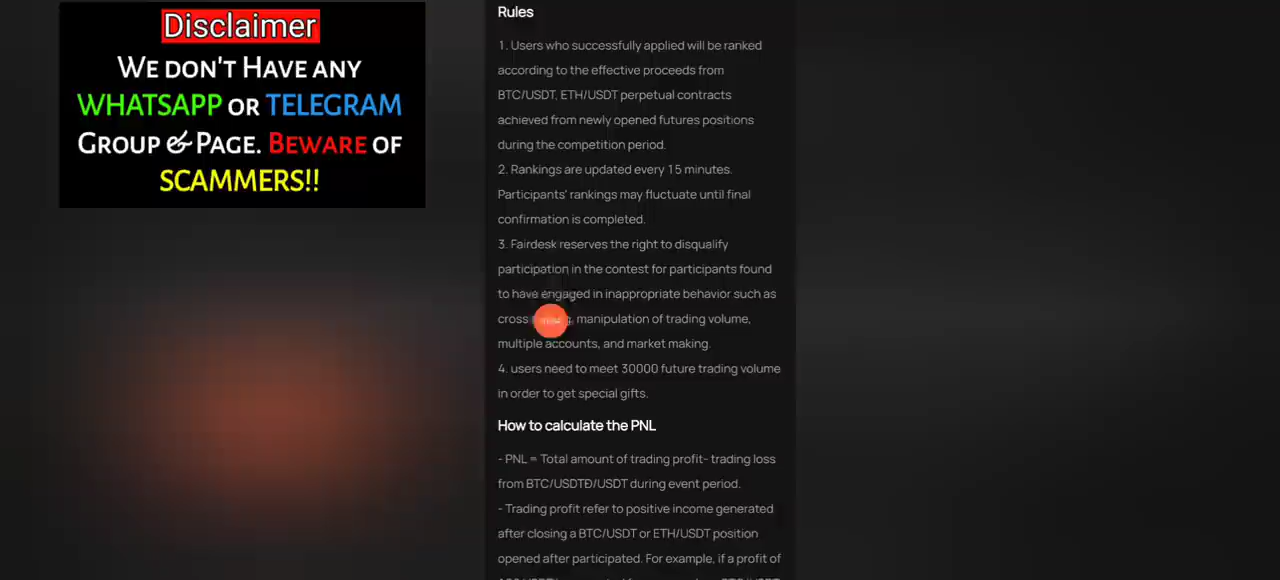 Disclaimer
WE DON'T HAVE ANY
WHATSAPP OR TELEGRAM
GROUP & PAGE. BEWARE OF
SCAMMERS!!
Rules
1. Users who successfully applied will be ranked
according to the effective proceeds from
BTC/USDT, ETH/USDT perpetual contracts
achieved from newly opened futures positions
during the competition period.
2. Rankings are updated every 15 minutes.
Participants' rankings may fluctuate until final
confirmation is completed.
3. Fairdesk reserves the right to disqualify
participation in the contest for participants found
to have engaged in inappropriate behavior such as
cross manipulation of trading volume,
multiple accounts, and market making.
4. users need to meet 30000 future trading volume
in order to get special gifts.
How to calculate the PNL
- PNL = Total amount of trading profit- trading loss
from BTC/USDTÐ/USDT during event period.
- Trading profit refer to positive income generated
after closing a BTC/USDT or ETH/USDT position
opened after participated. For example, if a profit of